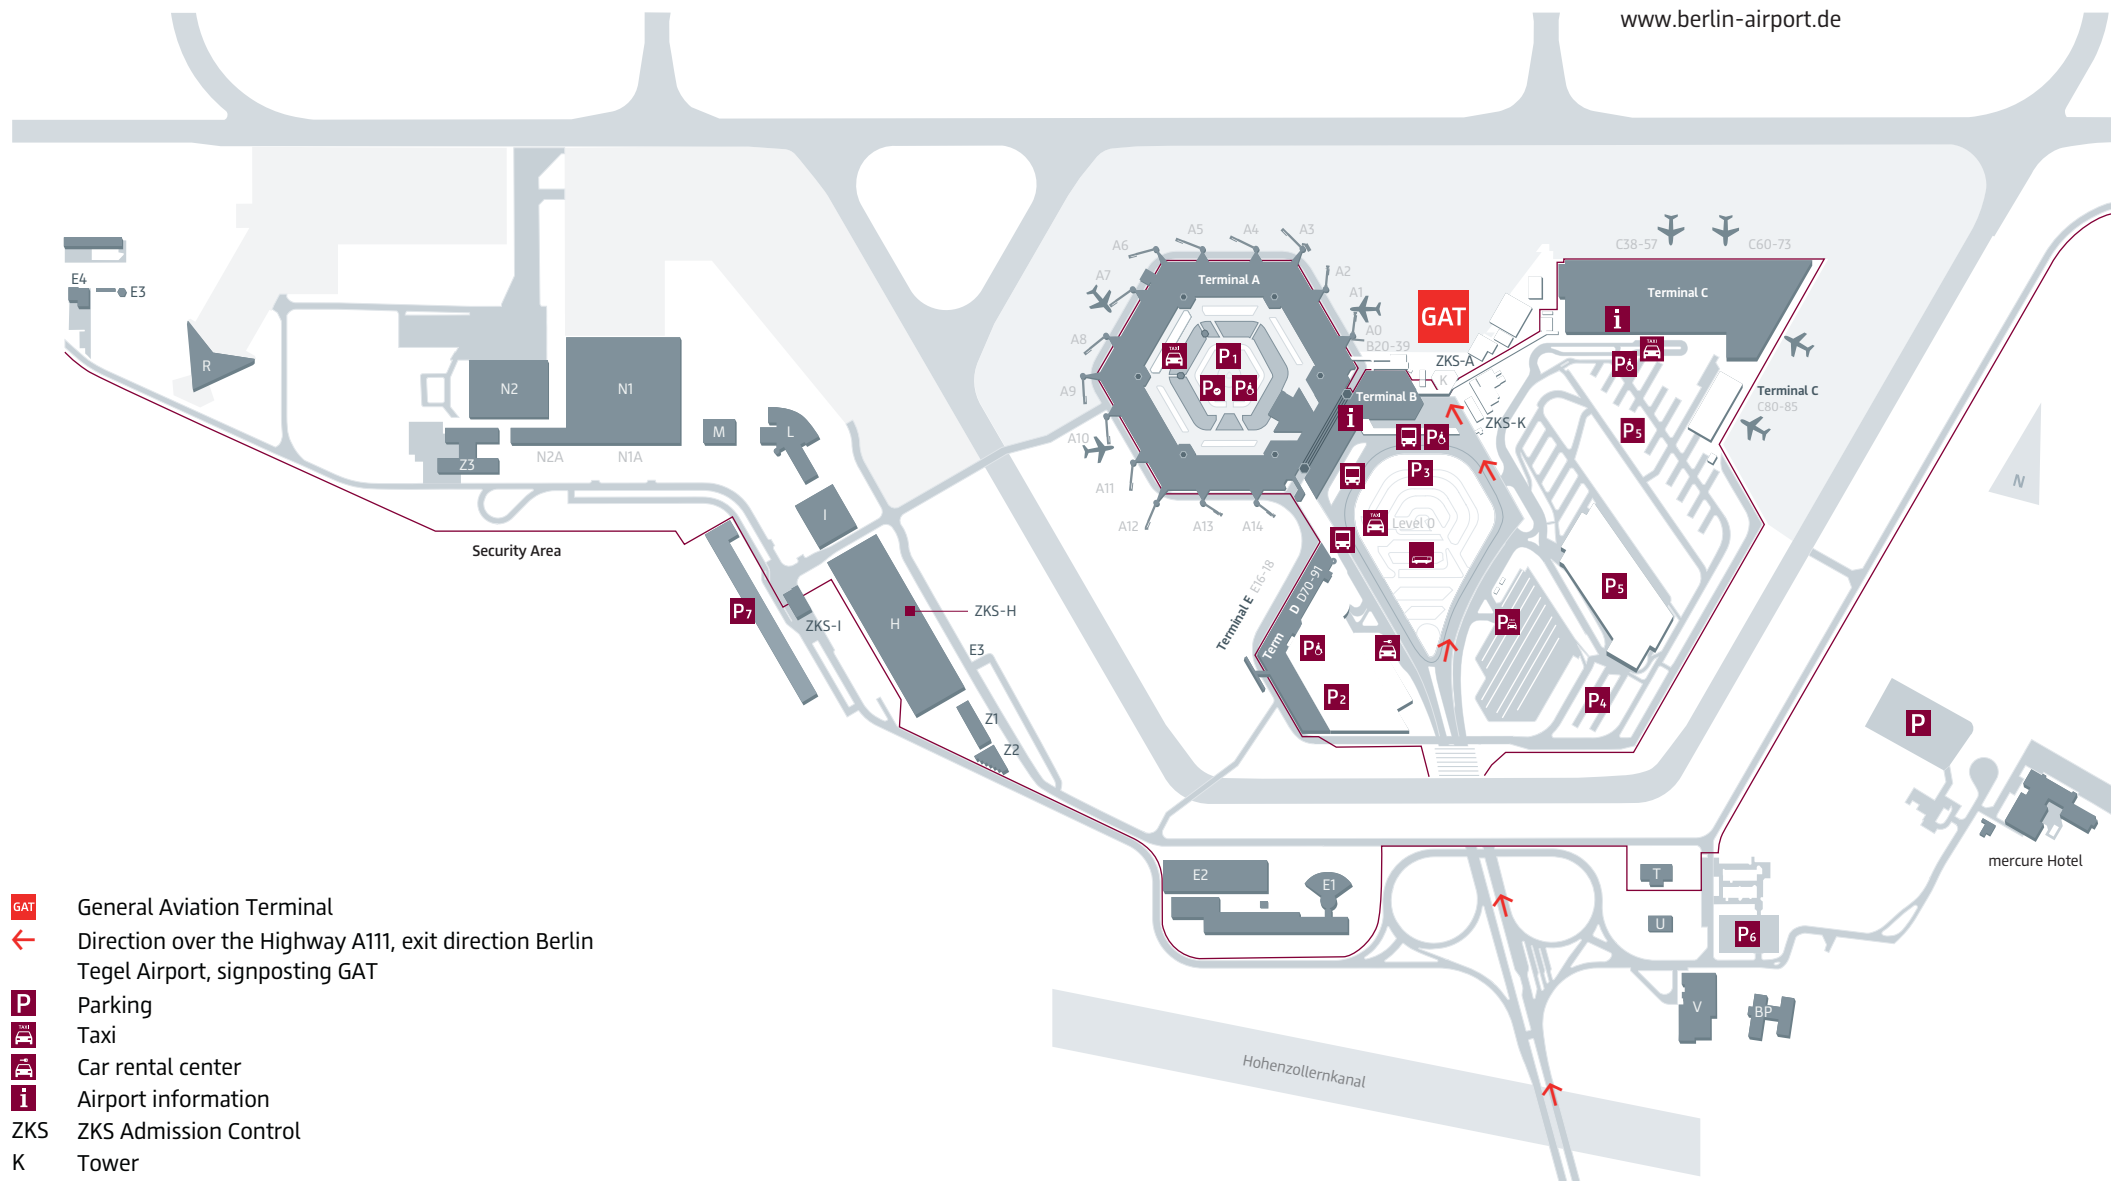 www.berlin-airport.de
A5
A4
A3
A6
A2
A7
A1
Terminal A
GAT
C38-57
C60-73
Terminal C
i
E4
E3
A0
B20-39
A8
TAXI
P1
ZKS-A
K
TAXI
P
R
N2
N1
A9
P
P
Terminal B
i
Terminal C
C80-85
ZKS-K
M
L
A10
P
P5
Z3
N2A
N1A
P3
A11
N
I
A12
A13
A14
TAXI
Level 0
Security Area
Terminal E E16-18
Term D D70-91
P5
P7
ZKS-I
H
ZKS-H
P
E3
P
P2
P4
Z1
Z2
P
mercure Hotel
E2
E1
T
U
P6
V
BP
Hohenzollernkanal
GAT General Aviation Terminal
Direction over the Highway A111, exit direction Berlin
Tegel Airport, signposting GAT
P Parking
TAXI Taxi
Car rental center
i Airport information
ZKS ZKS Admission Control
K Tower